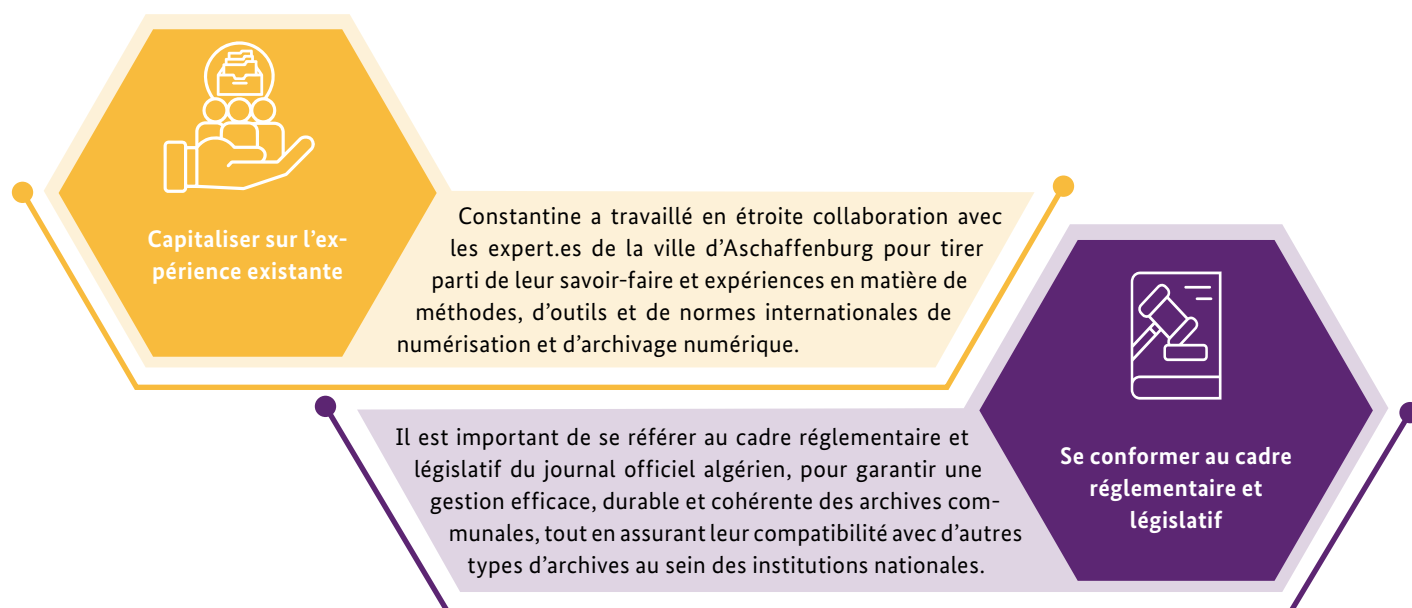 Capitaliser sur l’ex-
périence existante
Constantine a travaillé en étroite collaboration avec
les expert.es de la ville d’Aschaffenburg pour tirer
parti de leur savoir-faire et expériences en matière de
méthodes, d’outils et de normes internationales de
numérisation et d’archivage numérique.
Il est important de se référer au cadre réglementaire et
législatif du journal officiel algérien, pour garantir une
gestion efficace, durable et cohérente des archives com-
munales, tout en assurant leur compatibilité avec d’autres
types d’archives au sein des institutions nationales.
Se conformer au cadre
réglementaire et
législatif